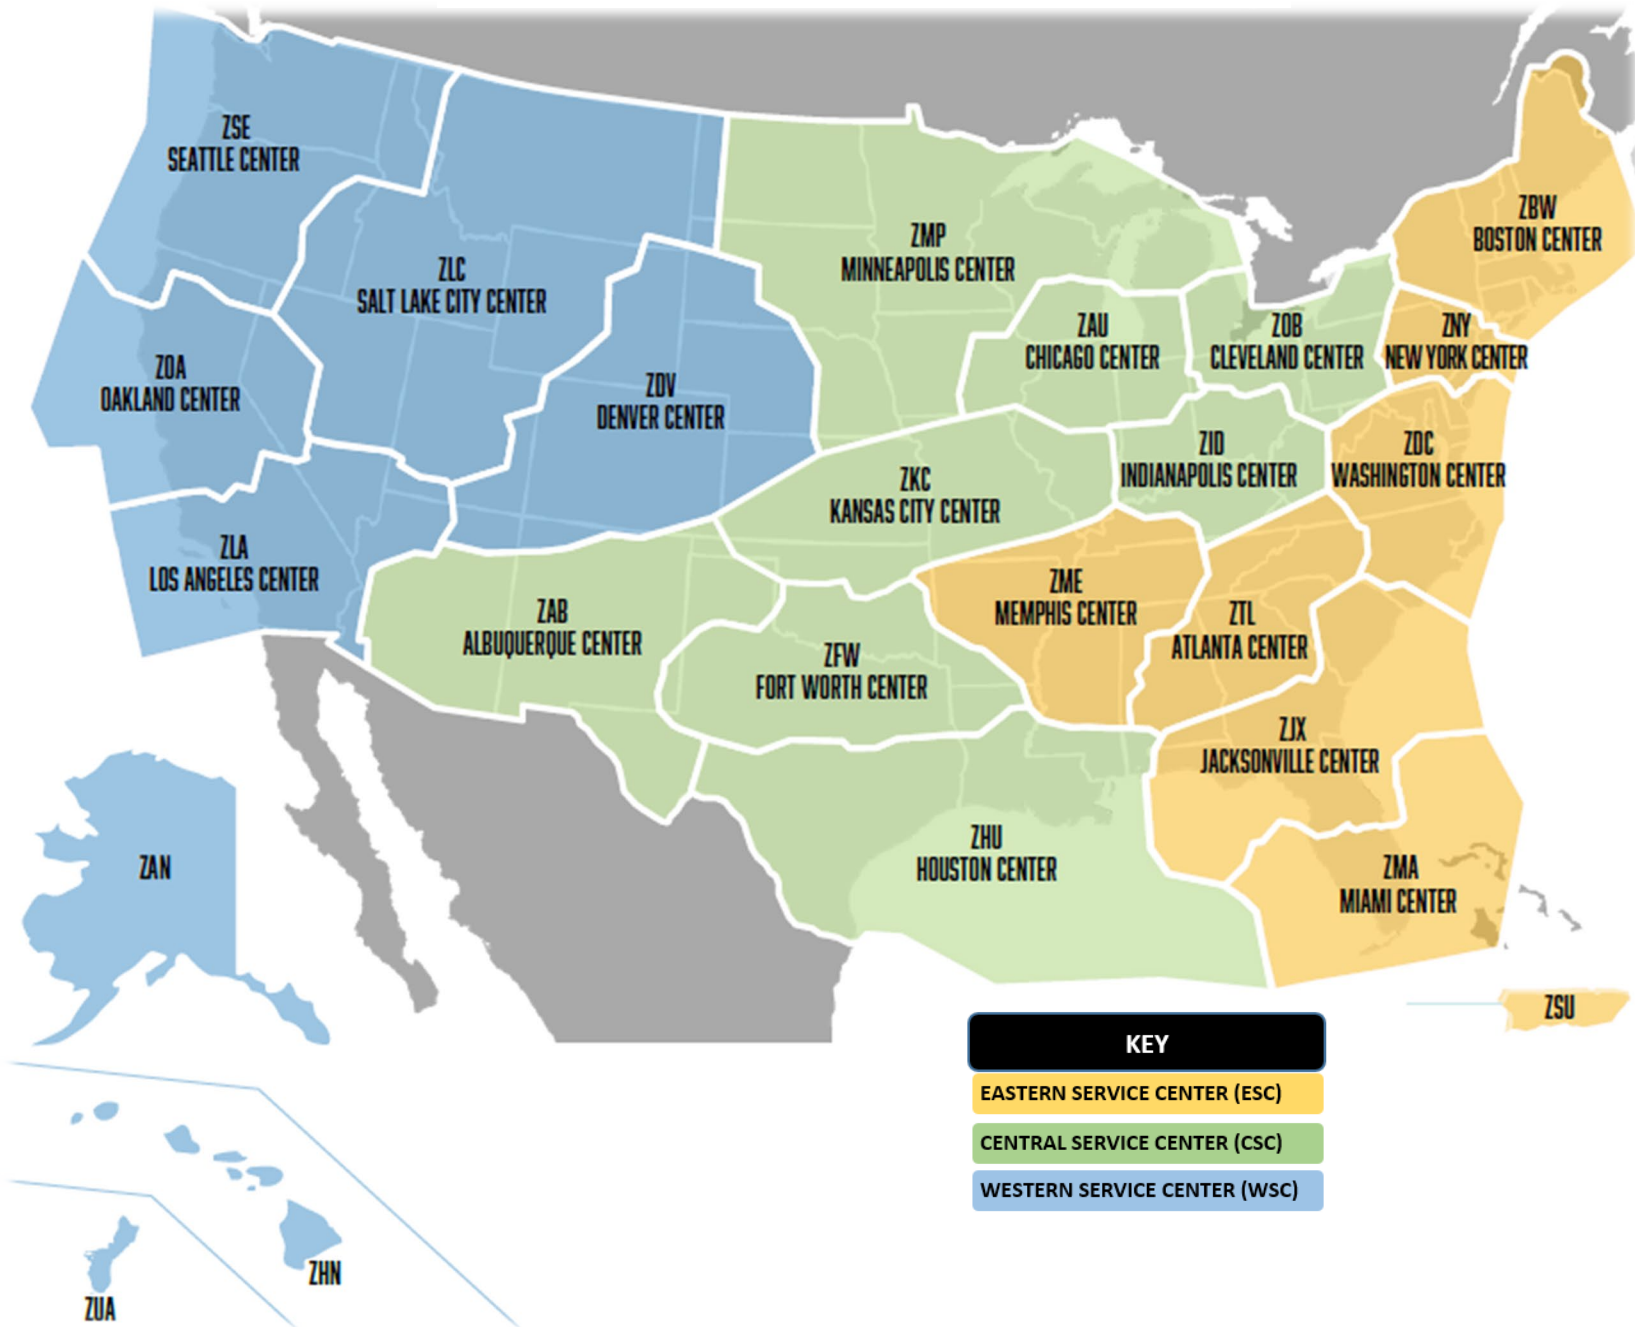 ZSE
SEATTLE CENTER
ZLC
SALT LAKE CITY CENTER
ZOA
OAKLAND CENTER
ZDV
DENVER CENTER
ZLA
LOS ANGELES CENTER
ZMP
MINNEAPOLIS CENTER
ZAU
CHICAGO CENTER
ZOB
CLEVELAND CENTER
ZBW
BOSTON CENTER
ZNY
NEW YORK CENTER
ZID
INDIANAPOLIS CENTER
ZDC
WASHINGTON CENTER
ZKC
KANSAS CITY CENTER
ZAB
ALBUQUERQUE CENTER
ZFW
FORT WORTH CENTER
ZME
MEMPHIS CENTER
ZTL
ATLANTA CENTER
ZJX
JACKSONVILLE CENTER
ZHU
HOUSTON CENTER
ZMA
MIAMI CENTER
ZAN
ZSU
ZHN
ZUA
KEY
EASTERN SERVICE CENTER (ESC)
CENTRAL SERVICE CENTER (CSC)
WESTERN SERVICE CENTER (WSC)